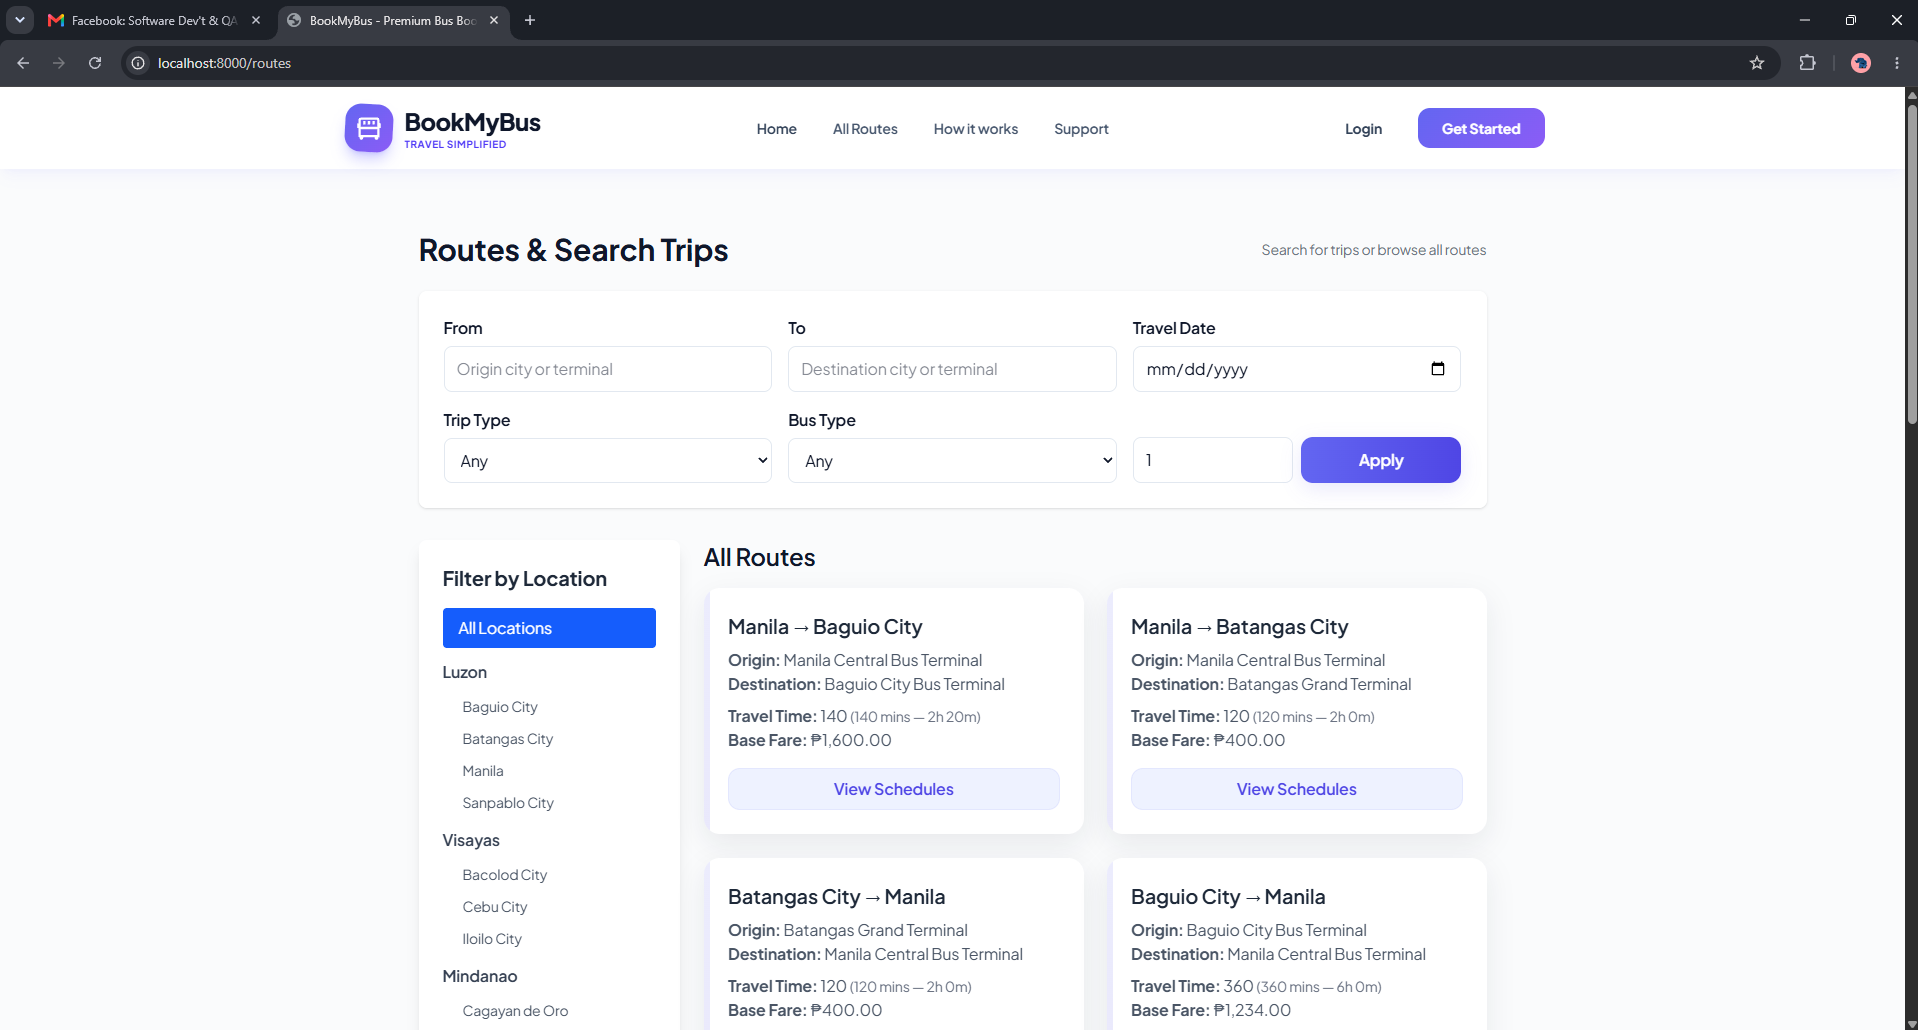 Facebook: Software Dev't & QA
BookMyBus - Premium Bus Boo
localhost:8000/routes
BookMyBus
TRAVEL SIMPLIFIED
Home
All Routes
How it works
Support
Login
Get Started
Routes & Search Trips
Search for trips or browse all routes
From
To
Travel Date
Origin city or terminal
Destination city or terminal
mm/dd/yyyy
Trip Type
Bus Type
Any
Any
1
Apply
Filter by Location
All Locations
Luzon
Baguio City
Batangas City
Manila
Sanpablo City
Visayas
Bacolod City
Cebu City
Iloilo City
Mindanao
Cagayan de Oro
All Routes
Manila → Baguio City
Origin: Manila Central Bus Terminal
Destination: Baguio City Bus Terminal
Travel Time: 140 (140 mins — 2h 20m)
Base Fare: ₱1,600.00
View Schedules
Manila → Batangas City
Origin: Manila Central Bus Terminal
Destination: Batangas Grand Terminal
Travel Time: 120 (120 mins — 2h 0m)
Base Fare: ₱400.00
View Schedules
Batangas City → Manila
Origin: Batangas Grand Terminal
Destination: Manila Central Bus Terminal
Travel Time: 120 (120 mins — 2h 0m)
Base Fare: ₱400.00
Baguio City → Manila
Origin: Baguio City Bus Terminal
Destination: Manila Central Bus Terminal
Travel Time: 360 (360 mins — 6h 0m)
Base Fare: ₱1,234.00